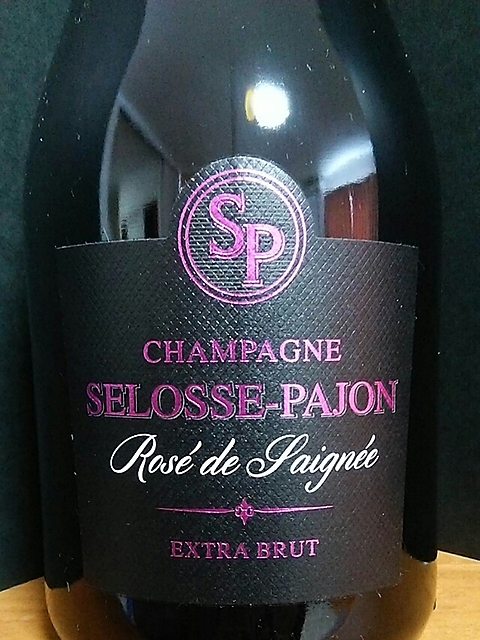 SP
CHAMPAGNE
SELOSSE-PAJON
Rosé de Saignée
EXTRA BRUT